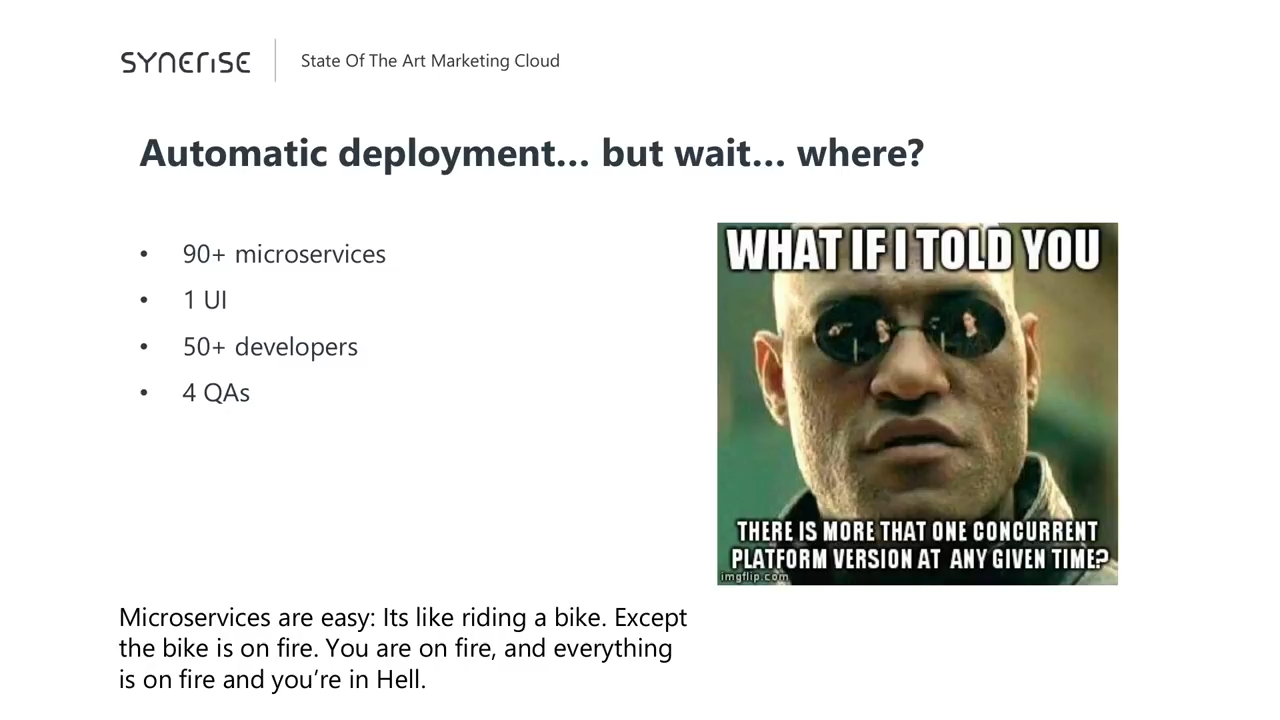 SYNERISE
State Of The Art Marketing Cloud
Automatic deployment... but wait... where?
• 90+ microservices
• 1 UI
• 50+ developers
• 4 QAs
WHAT IF I TOLD YOU
THERE IS MORE THAT ONE CONCURRENT
PLATFORM VERSION AT ANY GIVEN TIME?
imgflip.com
Microservices are easy: Its like riding a bike. Except
the bike is on fire. You are on fire, and everything
is on fire and you’re in Hell.